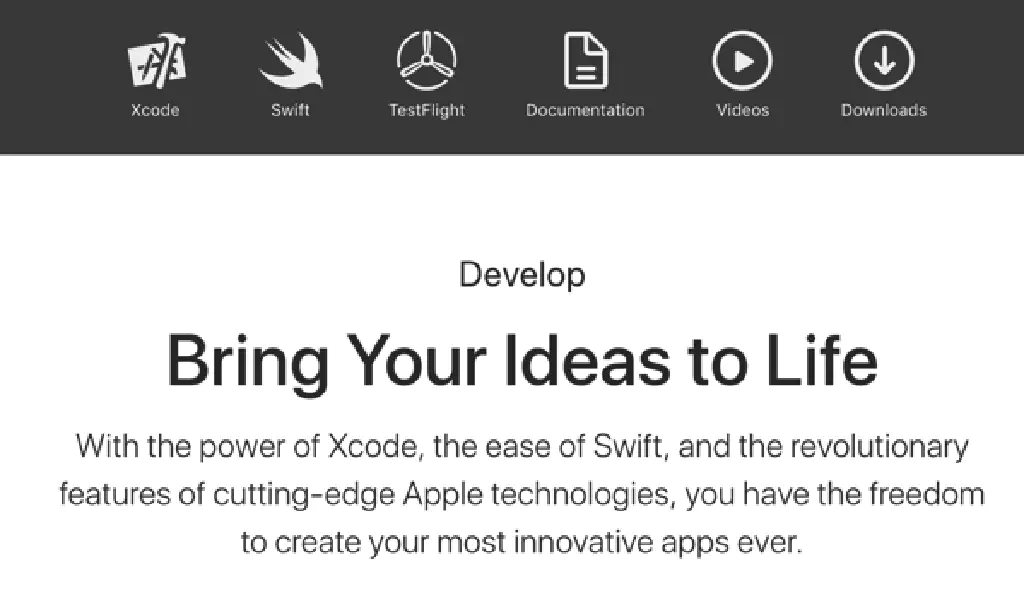 Xcode
Swift
TestFlight
Documentation
Videos
Downloads
Develop
Bring Your Ideas to Life
With the power of Xcode, the ease of Swift, and the revolutionary
features of cutting-edge Apple technologies, you have the freedom
to create your most innovative apps ever.